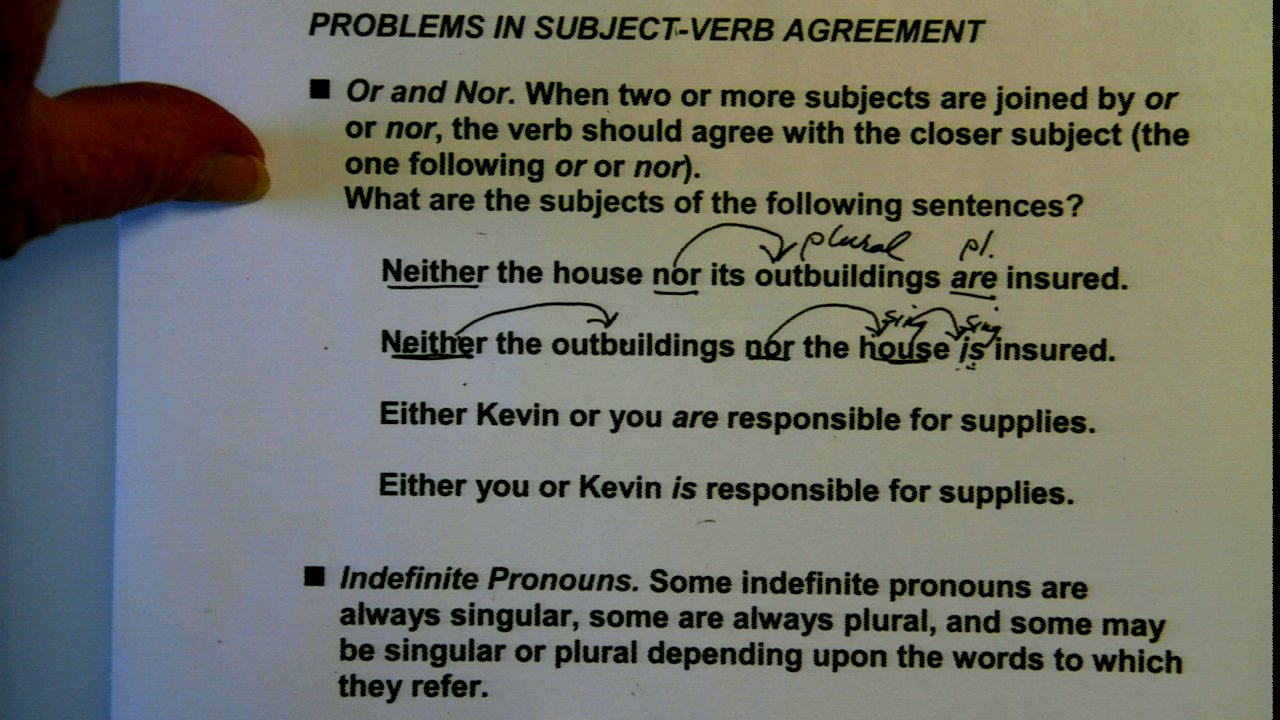 PROBLEMS IN SUBJECT-VERB AGREEMENT
■ Or and Nor. When two or more subjects are joined by or
or nor, the verb should agree with the closer subject (the
one following or or nor).
What are the subjects of the following sentences?
plural pl.
Neither the house nor its outbuildings are insured.
sing sing
Neither the outbuildings nor the house is insured.
Either Kevin or you are responsible for supplies.
Either you or Kevin is responsible for supplies.
■ Indefinite Pronouns. Some indefinite pronouns are
always singular, some are always plural, and some may
be singular or plural depending upon the words to which
they refer.